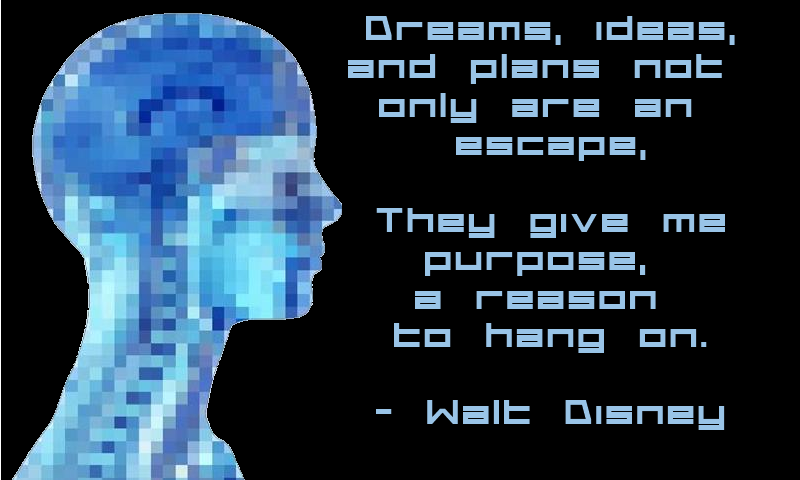 Dreams, ideas,
and plans not
only are an
escape,
They give me
purpose,
a reason
to hang on.
- Walt Disney